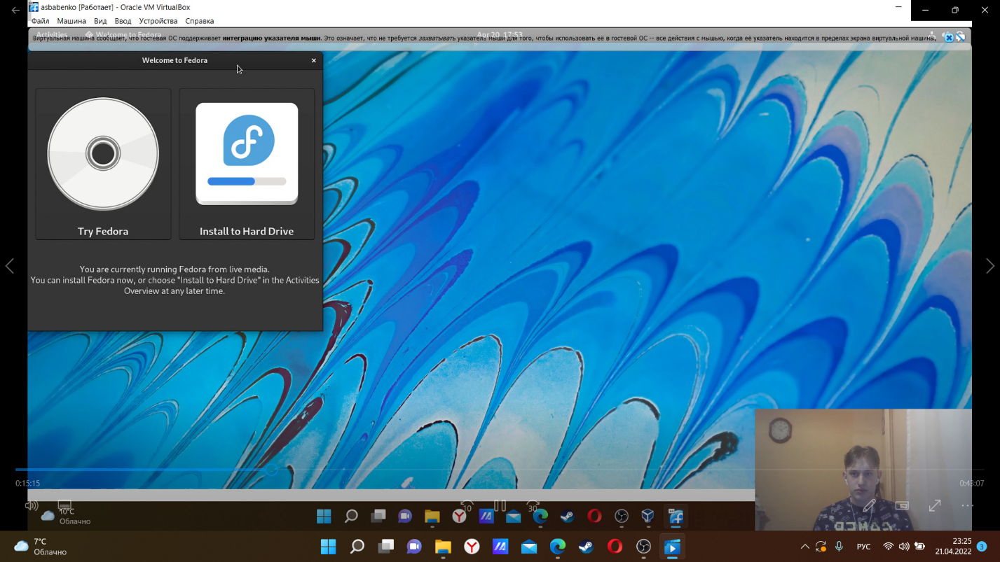 asbabenko [Работает] - Oracle VM VirtualBox
Файл Машина Вид Ввод Устройства Справка
Activities Welcome to Fedora Apr 20 17:53
Виртуальная машина сообщает, что гостевая ОС поддерживает интеграцию указателя мыши. Это означает, что не требуется захватывать указатель мыши для того, чтобы использовать её в гостевой ОС -- все действия с мышью, когда её указатель находится в пределах экрана виртуальной машины,
Welcome to Fedora
Try Fedora
Install to Hard Drive
You are currently running Fedora from live media.
You can install Fedora now, or choose "Install to Hard Drive" in the Activities
Overview at any later time.
0:15:15
0:43:07
10
30
10°C
Облачно
7°C
Облачно
РУС
23:25
21.04.2022
3